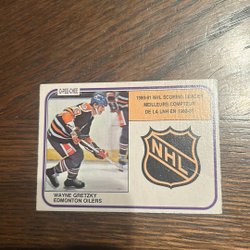 O-PEE-CHEE
1980-81 NHL SCORING LEADER
MEILLEUR COMPTEUR
DE LA LNH EN 1980-81
NHL
WAYNE GRETZKY
EDMONTON OILERS